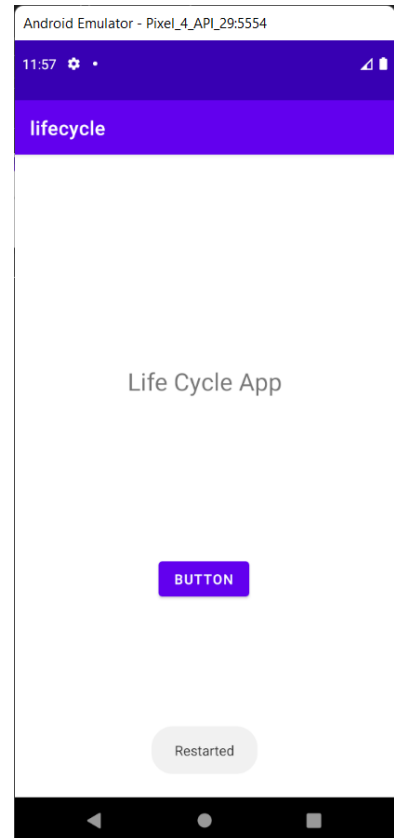 Android Emulator - Pixel_4_API_29:5554
11:57
lifecycle
Life Cycle App
BUTTON
Restarted